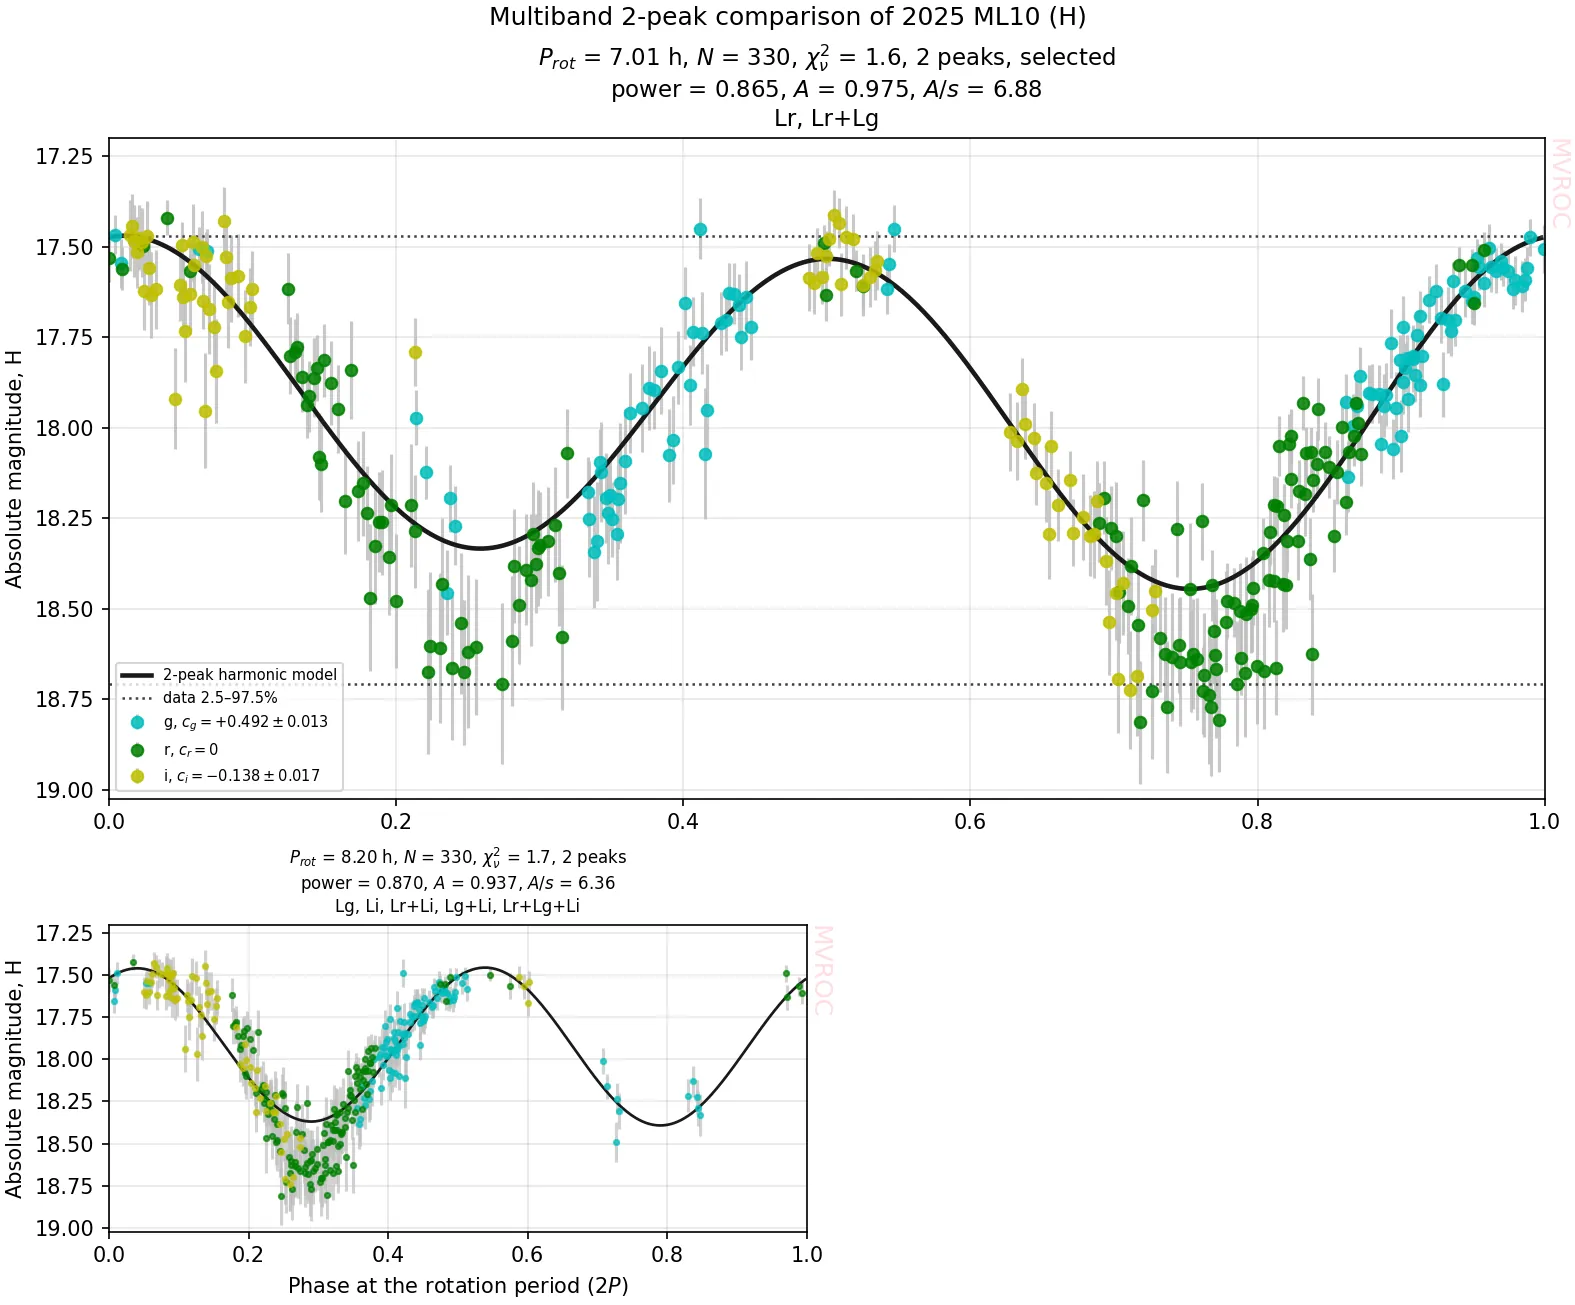 Multiband 2-peak comparison of 2025 ML10 (H)
P_rot = 7.01 h, N = 330, χ²_ν = 1.6, 2 peaks, selected
power = 0.865, A = 0.975, A/s = 6.88
Lr, Lr+Lg
MVROC
Absolute magnitude, H
17.25
17.50
17.75
18.00
18.25
18.50
18.75
19.00
2-peak harmonic model
data 2.5–97.5%
g, c_g = +0.492 ± 0.013
r, c_r = 0
i, c_i = −0.138 ± 0.017
0.0 0.2 0.4 0.6 0.8 1.0
P_rot = 8.20 h, N = 330, χ²_ν = 1.7, 2 peaks
power = 0.870, A = 0.937, A/s = 6.36
Lg, Li, Lr+Li, Lg+Li, Lr+Lg+Li
MVROC
Absolute magnitude, H
17.25
17.50
17.75
18.00
18.25
18.50
18.75
19.00
0.0 0.2 0.4 0.6 0.8 1.0
Phase at the rotation period (2P)